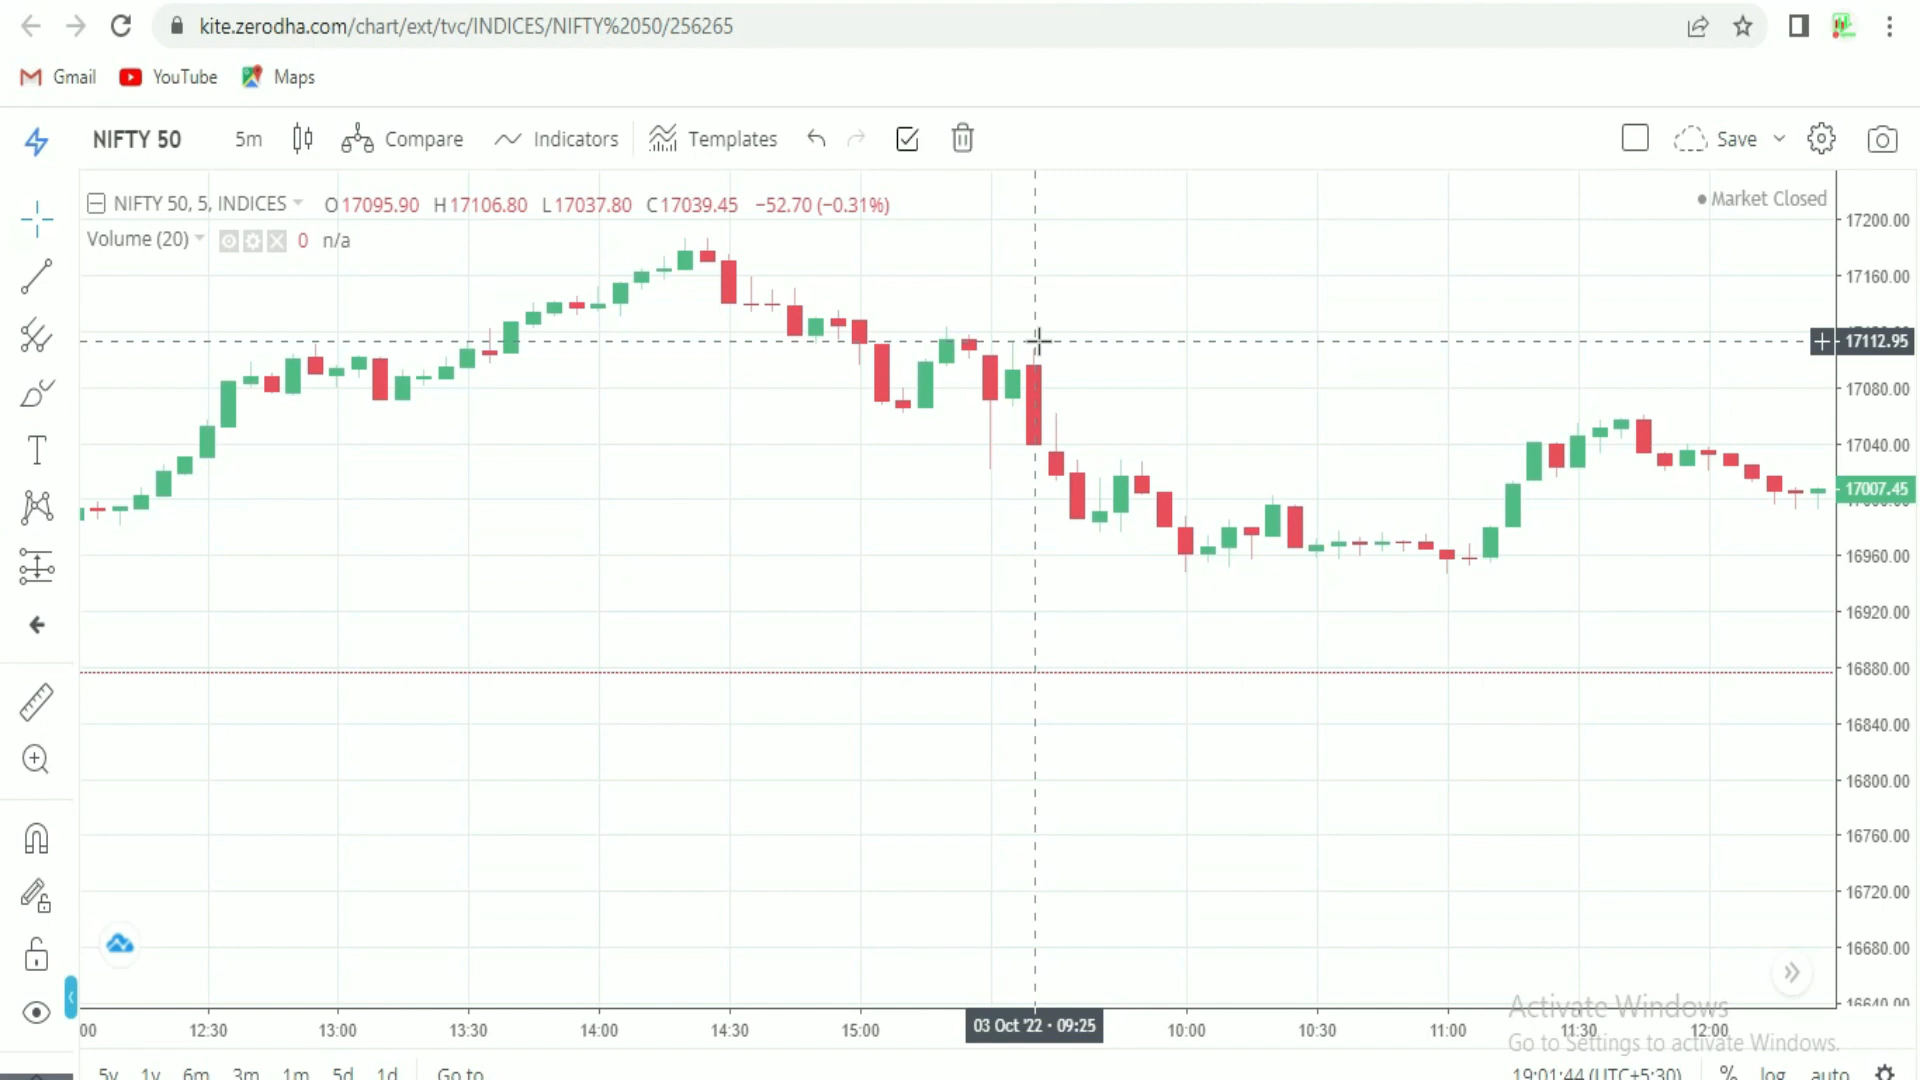 kite.zerodha.com/chart/ext/tvc/INDICES/NIFTY%2050/256265
Gmail YouTube Maps
NIFTY 50 5m Compare Indicators Templates Save
NIFTY 50, 5, INDICES O17095.90 H17106.80 L17037.80 C17039.45 −52.70 (−0.31%)
Market Closed
Volume (20) 0 n/a
17200.00
17160.00
17112.95
17080.00
17040.00
17007.45
16960.00
16920.00
16880.00
16840.00
16800.00
16760.00
16720.00
16680.00
16640.00
Activate Windows
Go to Settings to activate Windows.
:00 12:30 13:00 13:30 14:00 14:30 15:00 03 Oct '22 · 09:25 10:00 10:30 11:00 11:30 12:00
5y 1y 6m 3m 1m 5d 1d Go to 19:01:44 (UTC+5:30) % log auto